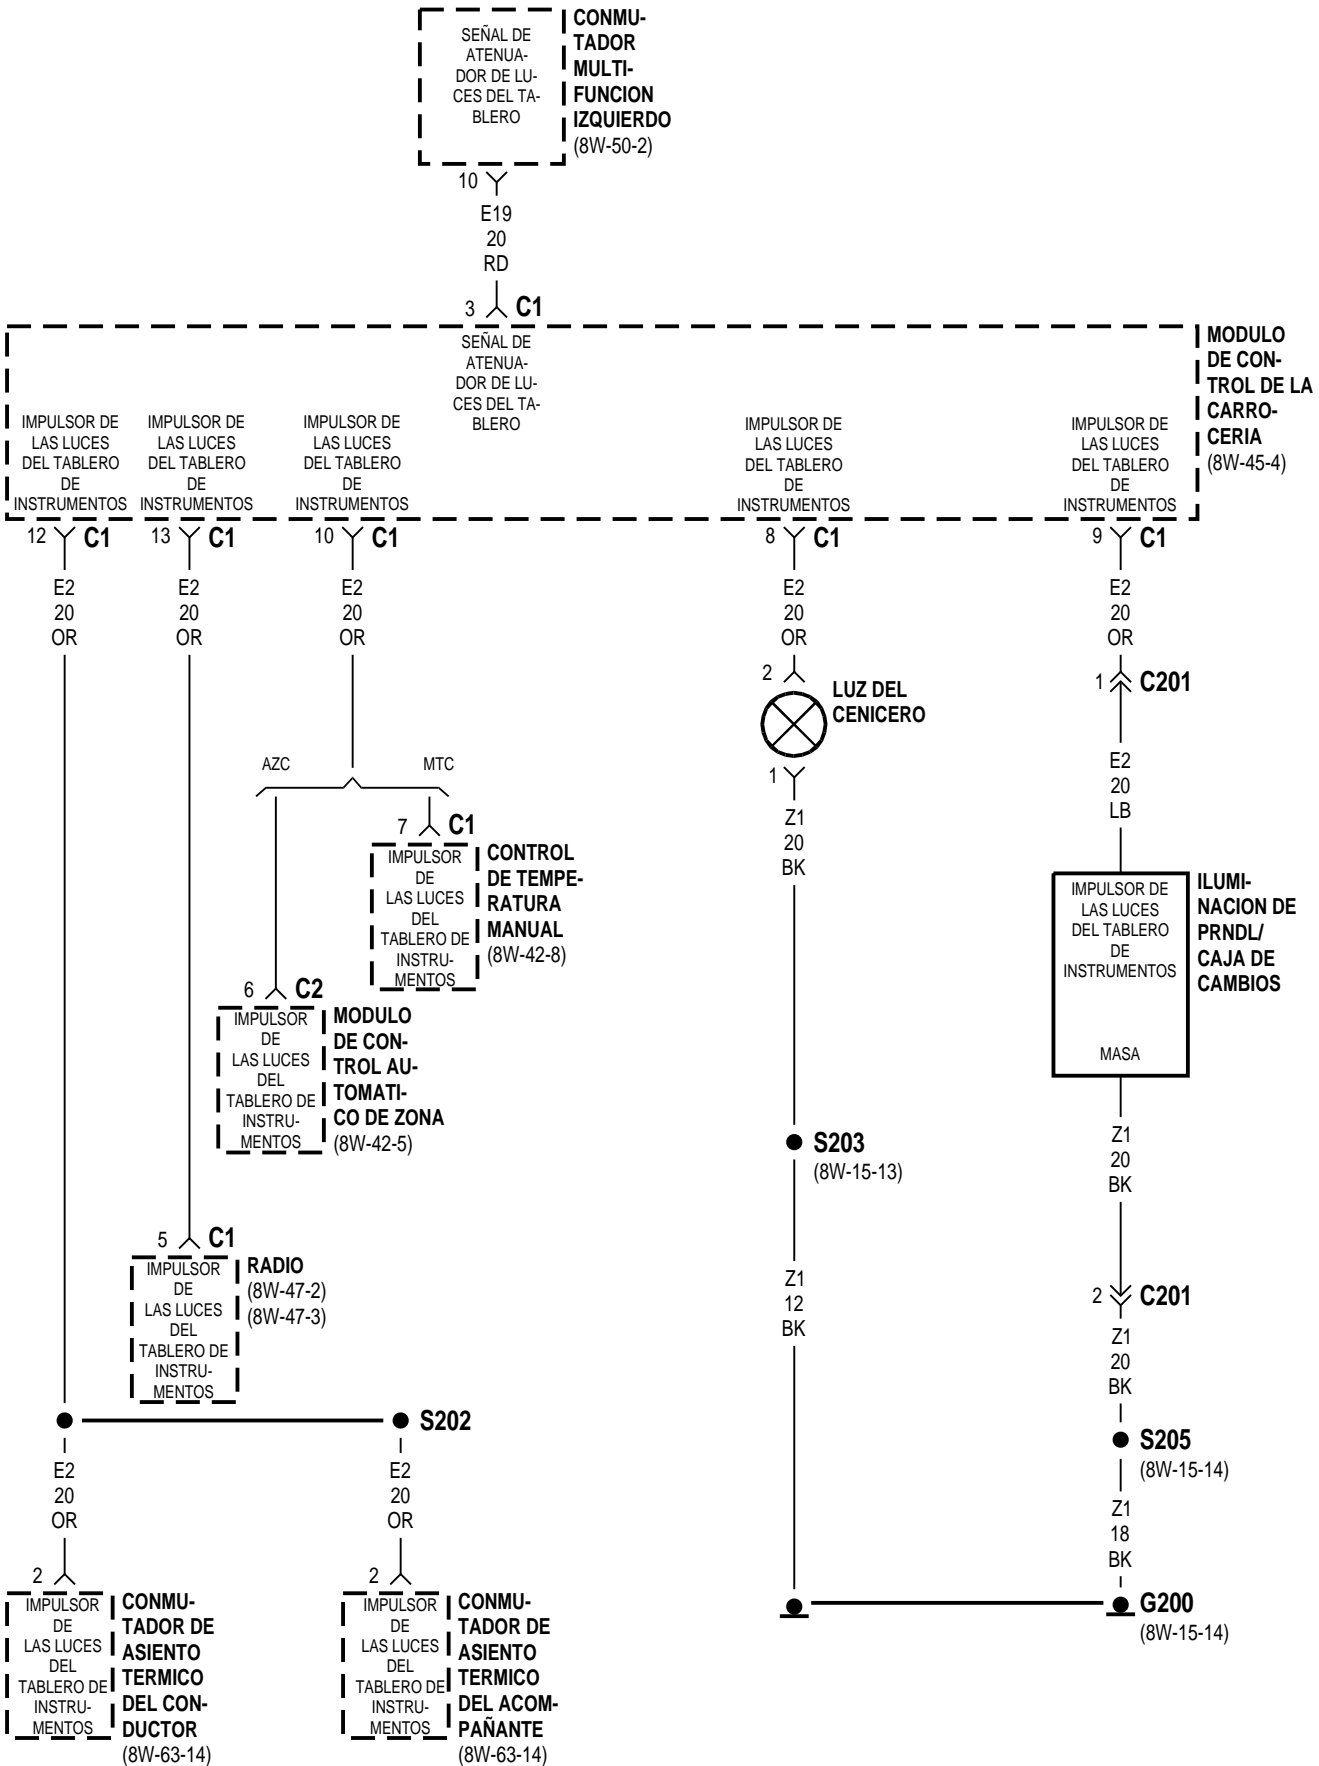 SEÑAL DE
ATENUA-
DOR DE LU-
CES DEL TA-
BLERO
CONMU-
TADOR
MULTI-
FUNCION
IZQUIERDO
(8W-50-2)
10
E19
20
RD
3 C1
SEÑAL DE
ATENUA-
DOR DE LU-
CES DEL TA-
BLERO
MODULO
DE CON-
TROL DE LA
CARRO-
CERIA
(8W-45-4)
IMPULSOR DE
LAS LUCES
DEL TABLERO
DE
INSTRUMENTOS
IMPULSOR DE
LAS LUCES
DEL TABLERO
DE
INSTRUMENTOS
IMPULSOR DE
LAS LUCES
DEL TABLERO
DE
INSTRUMENTOS
IMPULSOR DE
LAS LUCES
DEL TABLERO
DE
INSTRUMENTOS
IMPULSOR DE
LAS LUCES
DEL TABLERO
DE
INSTRUMENTOS
12 C1
13 C1
10 C1
8 C1
9 C1
E2
20
OR
E2
20
OR
E2
20
OR
E2
20
OR
E2
20
OR
2
LUZ DEL
CENICERO
1
1 C201
AZC
MTC
E2
20
LB
Z1
20
BK
7 C1
IMPULSOR
DE
LAS LUCES
DEL
TABLERO DE
INSTRU-
MENTOS
CONTROL
DE TEMPE-
RATURA
MANUAL
(8W-42-8)
IMPULSOR DE
LAS LUCES
DEL TABLERO
DE
INSTRUMENTOS
MASA
ILUMI-
NACION DE
PRNDL/
CAJA DE
CAMBIOS
6 C2
IMPULSOR
DE
LAS LUCES
DEL
TABLERO DE
INSTRU-
MENTOS
MODULO
DE CON-
TROL AU-
TOMATI-
CO DE ZONA
(8W-42-5)
S203
(8W-15-13)
Z1
20
BK
5 C1
IMPULSOR
DE
LAS LUCES
DEL
TABLERO DE
INSTRU-
MENTOS
RADIO
(8W-47-2)
(8W-47-3)
Z1
12
BK
2 C201
Z1
20
BK
S202
S205
(8W-15-14)
E2
20
OR
E2
20
OR
Z1
18
BK
2
IMPULSOR
DE
LAS LUCES
DEL
TABLERO DE
INSTRU-
MENTOS
CONMU-
TADOR DE
ASIENTO
TERMICO
DEL CON-
DUCTOR
(8W-63-14)
2
IMPULSOR
DE
LAS LUCES
DEL
TABLERO DE
INSTRU-
MENTOS
CONMU-
TADOR DE
ASIENTO
TERMICO
DEL ACOM-
PAÑANTE
(8W-63-14)
G200
(8W-15-14)